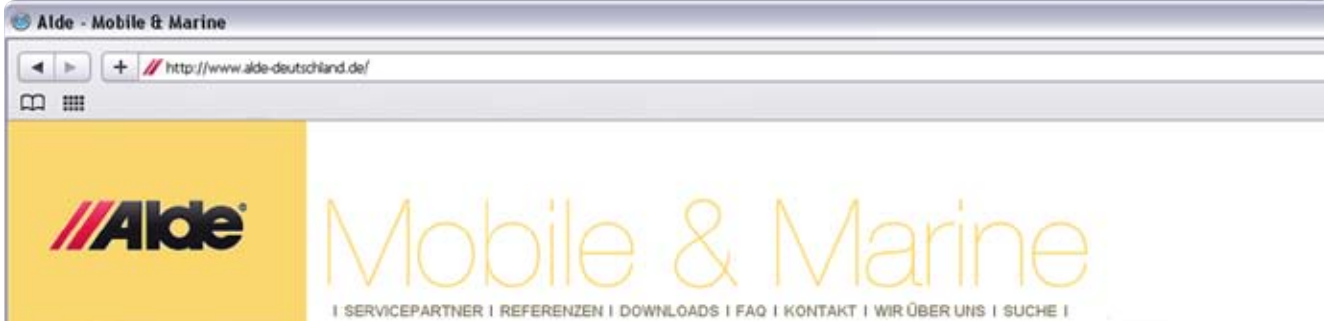 Alde - Mobile & Marine
http://www.alde-deutschland.de/
Alde®
Mobile & Marine
I SERVICEPARTNER I REFERENZEN I DOWNLOADS I FAQ I KONTAKT I WIR ÜBER UNS I SUCHE I